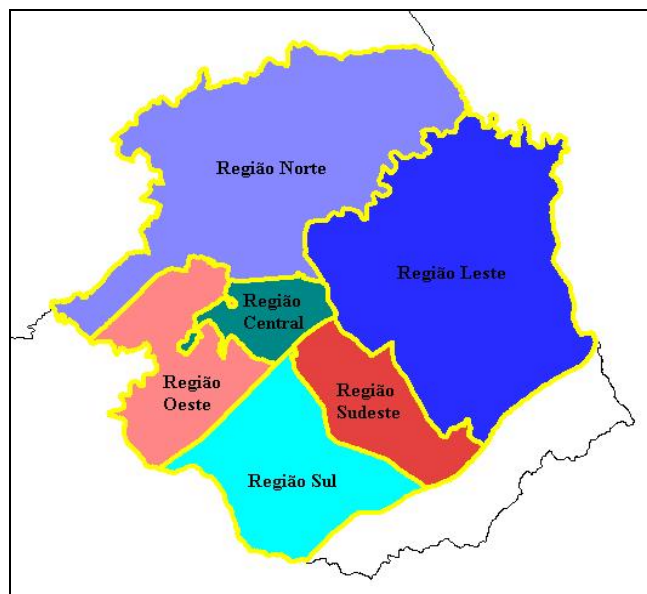 Região Norte
Região Leste
Região
Central
Região
Oeste
Região
Sudeste
Região Sul